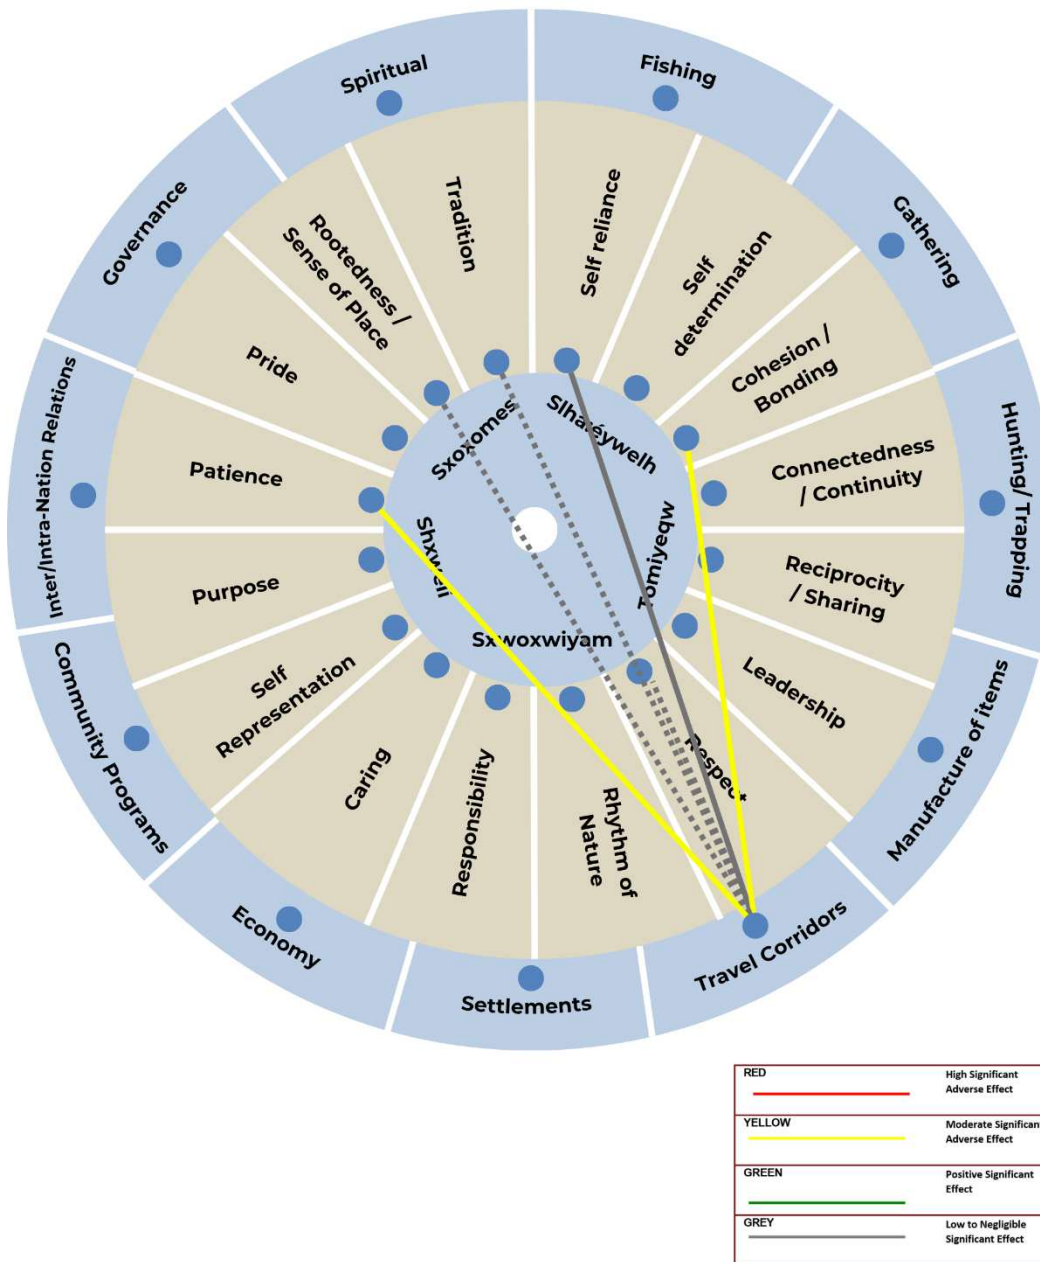 Spiritual
Fishing
Gathering
Hunting/ Trapping
Manufacture of items
Travel Corridors
Settlements
Economy
Community Programs
Inter/Intra-Nation Relations
Governance
Tradition
Self reliance
Self
determination
Cohesion /
Bonding
Connectedness
/ Continuity
Reciprocity
/ Sharing
Leadership
Respect
Rhythm of
Nature
Responsibility
Caring
Self
Representation
Purpose
Patience
Pride
Rootedness /
Sense of Place
Sxoxomes
Sxwoxwiyam
RED
High Significant
Adverse Effect
YELLOW
Moderate Significant
Adverse Effect
GREEN
Positive Significant
Effect
GREY
Low to Negligible
Significant Effect